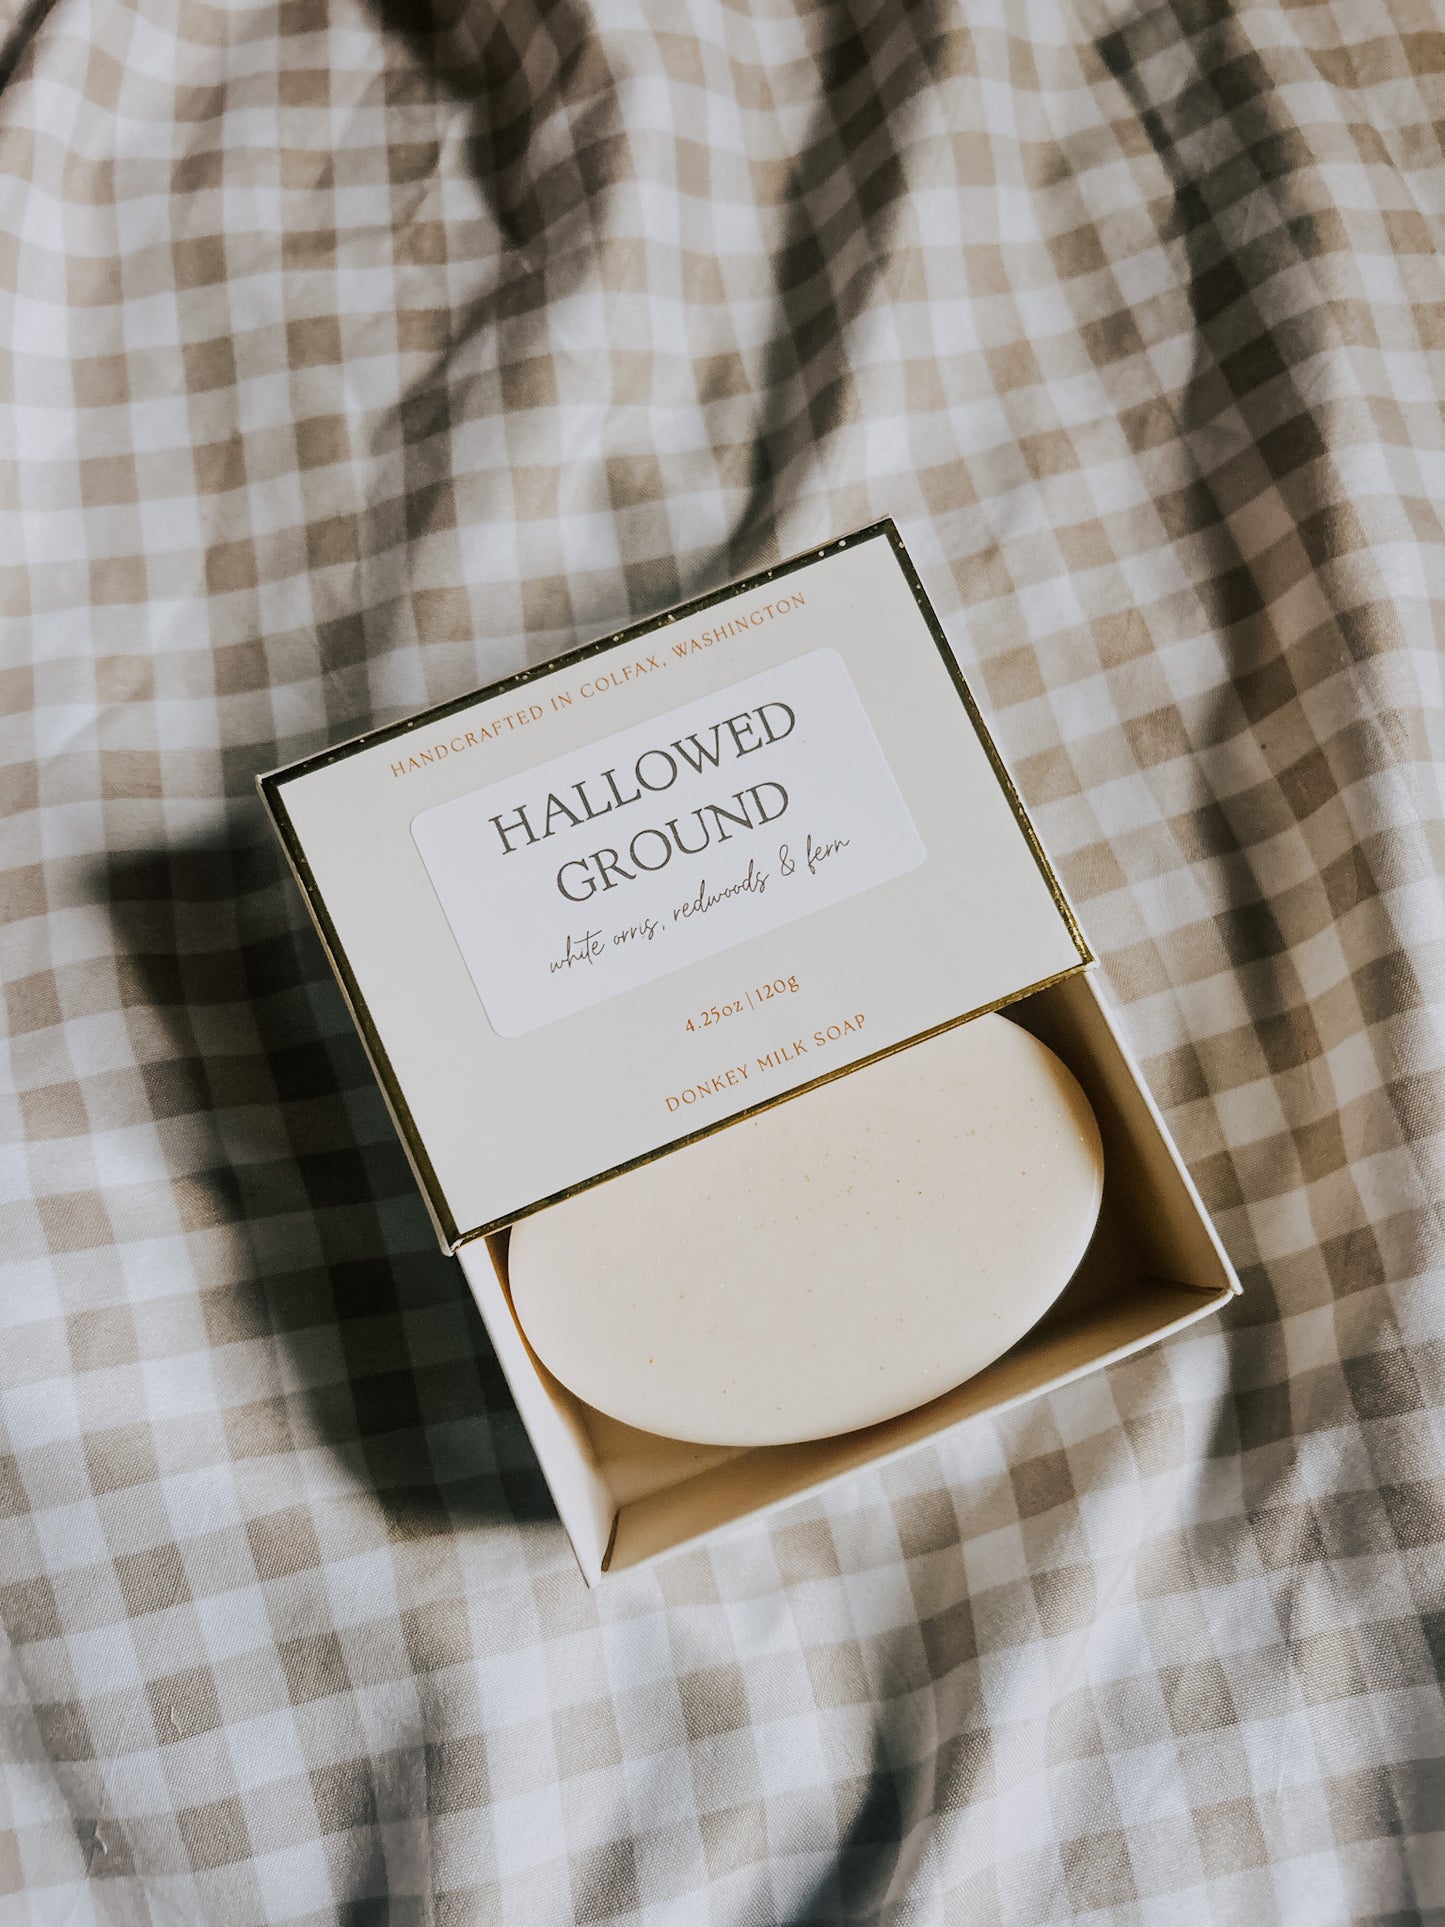 HANDCRAFTED IN COLFAX, WASHINGTON
HALLOWED
GROUND
white orris, redwoods & fern
4.25oz | 120g
DONKEY MILK SOAP